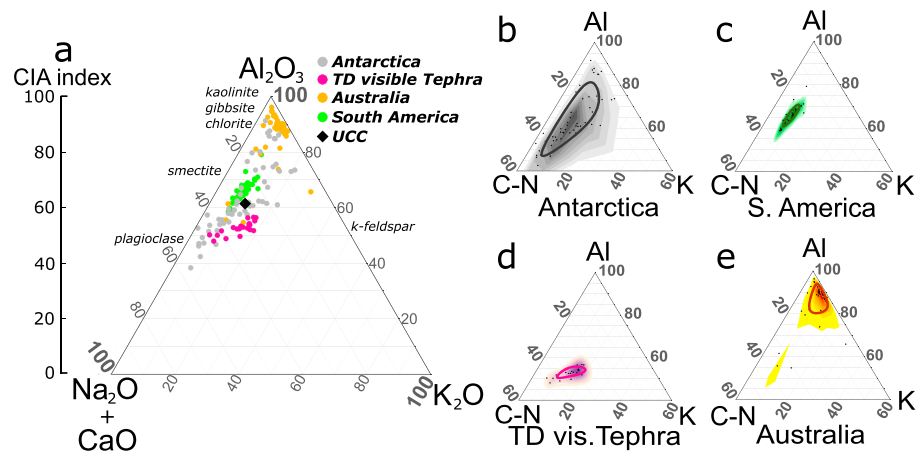 a
CIA index
100
80
60
40
20
0
Al2O3
100
kaolinite
gibbsite
chlorite
smectite
plagioclase
k-feldspar
20
40
60
80
100
80
60
40
20
20
40
60
80
100
Na2O
+
CaO
K2O
Antarctica
TD visible Tephra
Australia
South America
UCC
b
Al
100
20
40
60
80
60
20
40
60
C-N
K
Antarctica
c
Al
100
20
40
60
80
60
20
40
60
C-N
K
S. America
d
Al
100
20
40
60
80
60
20
40
60
C-N
K
TD vis.Tephra
e
Al
100
20
40
60
80
60
20
40
60
C-N
K
Australia